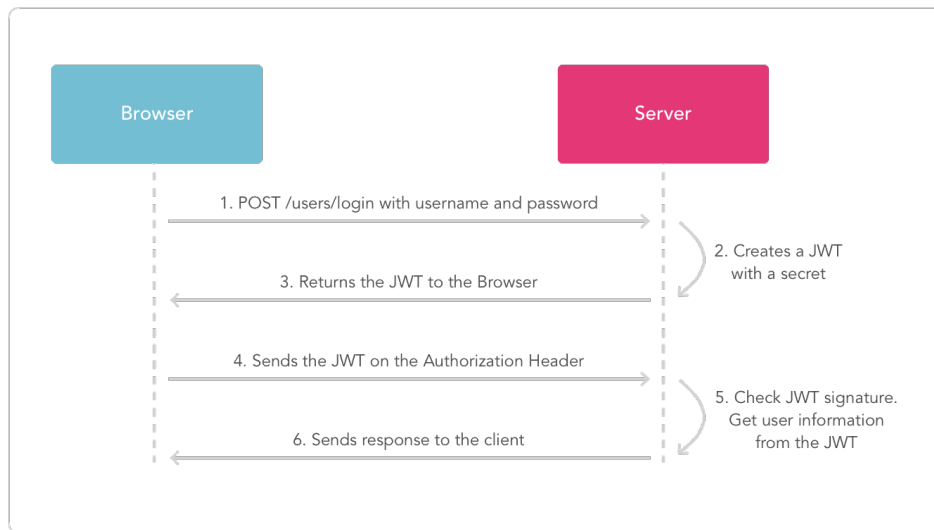 Browser
Server
1. POST /users/login with username and password
2. Creates a JWT
with a secret
3. Returns the JWT to the Browser
4. Sends the JWT on the Authorization Header
5. Check JWT signature.
Get user information
from the JWT
6. Sends response to the client